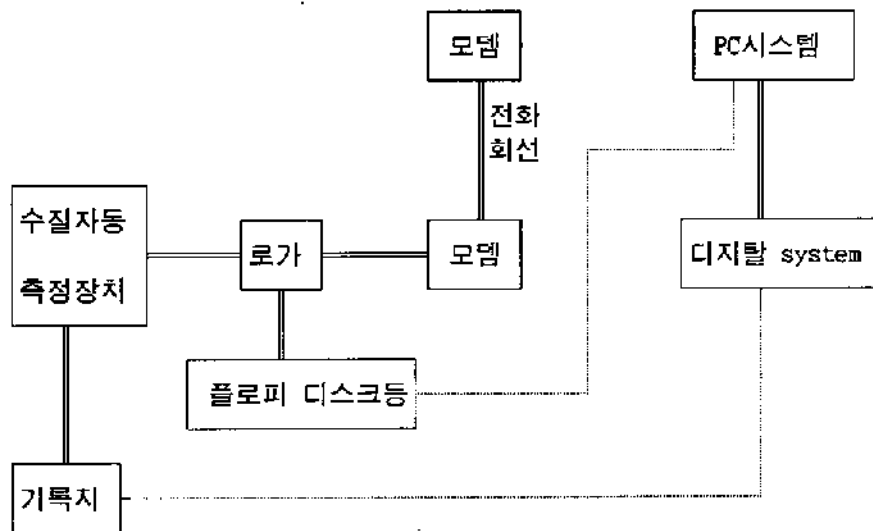 모뎀
PC시스템
전화
회선
수질자동
측정장치
로가
모뎀
디지탈 system
플로피 디스크등
기록지